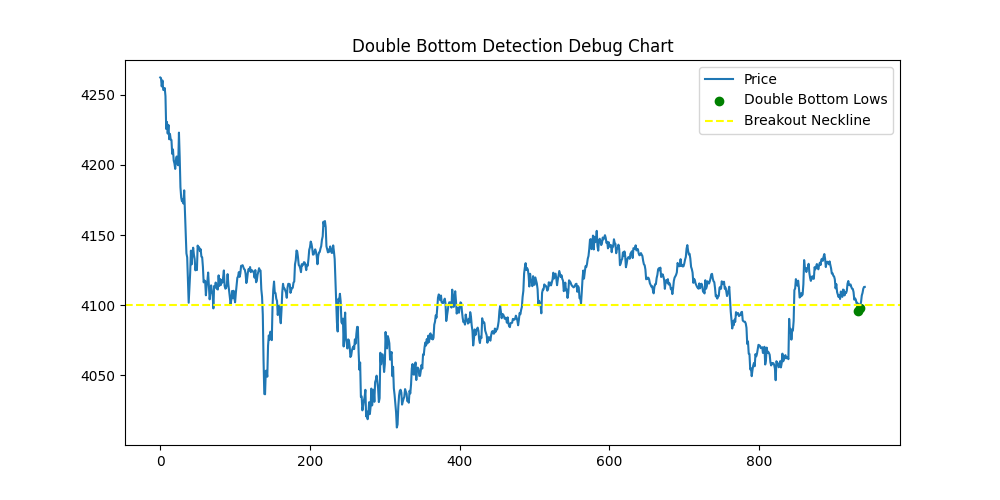 Double Bottom Detection Debug Chart
Price
Double Bottom Lows
Breakout Neckline
4250
4200
4150
4100
4050
0 200 400 600 800